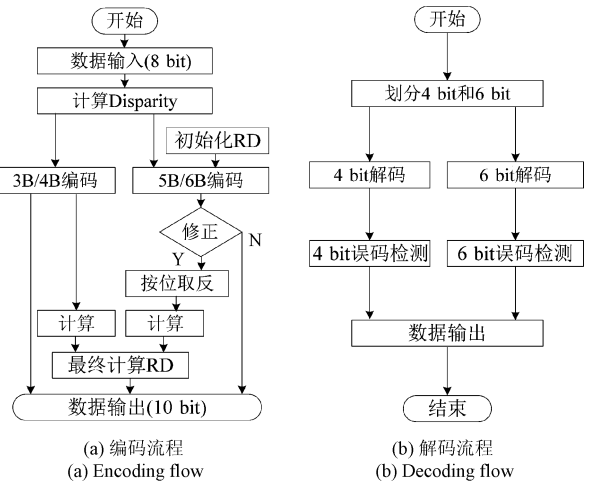 开始
数据输入(8 bit)
计算Disparity
初始化RD
3B/4B编码
5B/6B编码
修正
N
Y
按位取反
计算
计算
最终计算RD
数据输出(10 bit)
(a) 编码流程
(a) Encoding flow
开始
划分4 bit和6 bit
4 bit解码
6 bit解码
4 bit误码检测
6 bit误码检测
数据输出
结束
(b) 解码流程
(b) Decoding flow